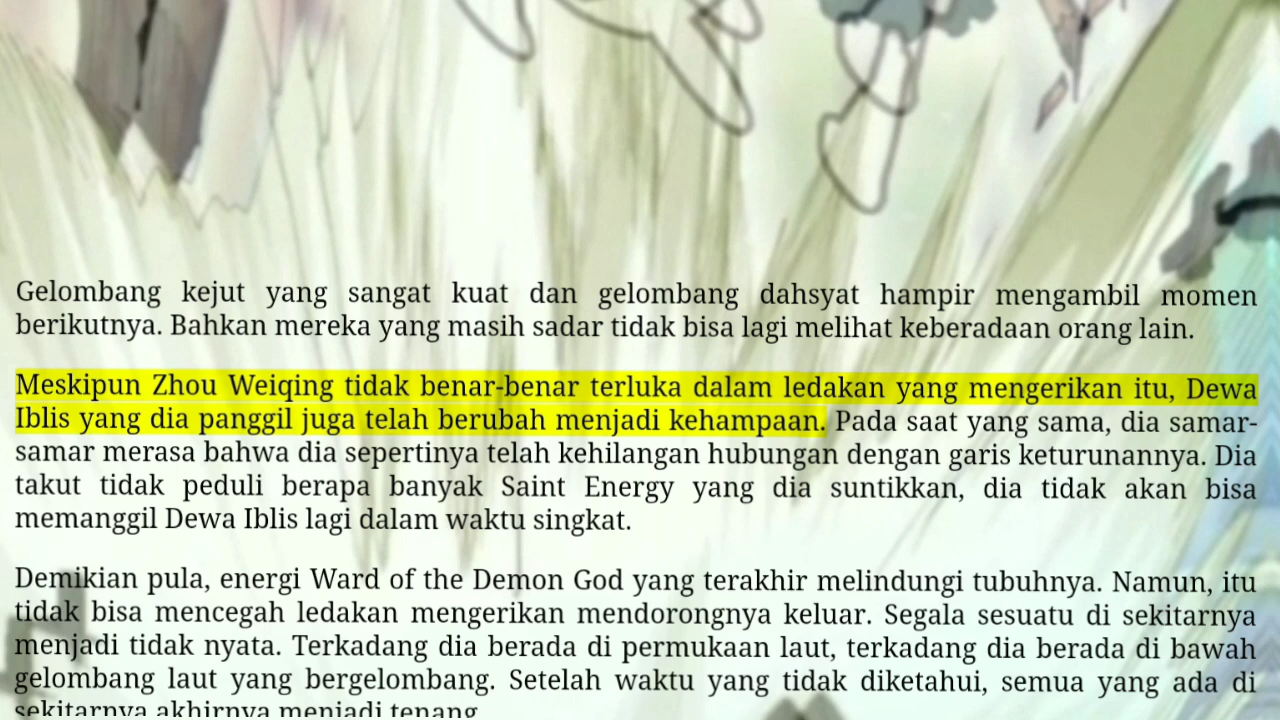 Gelombang kejut yang sangat kuat dan gelombang dahsyat hampir mengambil momen
berikutnya. Bahkan mereka yang masih sadar tidak bisa lagi melihat keberadaan orang lain.
Meskipun Zhou Weiqing tidak benar-benar terluka dalam ledakan yang mengerikan itu, Dewa
Iblis yang dia panggil juga telah berubah menjadi kehampaan. Pada saat yang sama, dia samar-
samar merasa bahwa dia sepertinya telah kehilangan hubungan dengan garis keturunannya. Dia
takut tidak peduli berapa banyak Saint Energy yang dia suntikkan, dia tidak akan bisa
memanggil Dewa Iblis lagi dalam waktu singkat.
Demikian pula, energi Ward of the Demon God yang terakhir melindungi tubuhnya. Namun, itu
tidak bisa mencegah ledakan mengerikan mendorongnya keluar. Segala sesuatu di sekitarnya
menjadi tidak nyata. Terkadang dia berada di permukaan laut, terkadang dia berada di bawah
gelombang laut yang bergelombang. Setelah waktu yang tidak diketahui, semua yang ada di
sekitarnya akhirnya menjadi tenang.